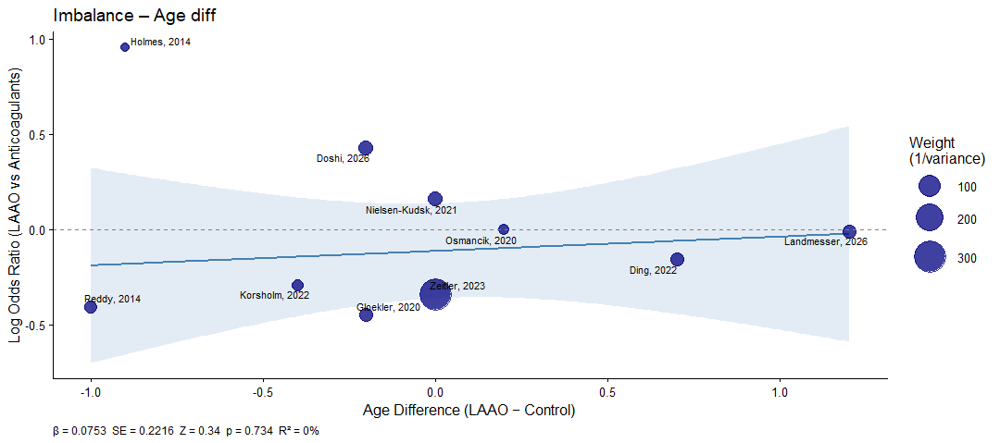 Imbalance – Age diff
Log Odds Ratio (LAAO vs Anticoagulants)
1.0
0.5
0.0
-0.5
Holmes, 2014
Doshi, 2026
Nielsen-Kudsk, 2021
Osmancik, 2020
Landmesser, 2026
Ding, 2022
Korsholm, 2022
Zeitler, 2023
Reddy, 2014
Gloekler, 2020
-1.0
-0.5
0.0
0.5
1.0
Age Difference (LAAO − Control)
Weight
(1/variance)
100
200
300
β = 0.0753 SE = 0.2216 Z = 0.34 p = 0.734 R² = 0%